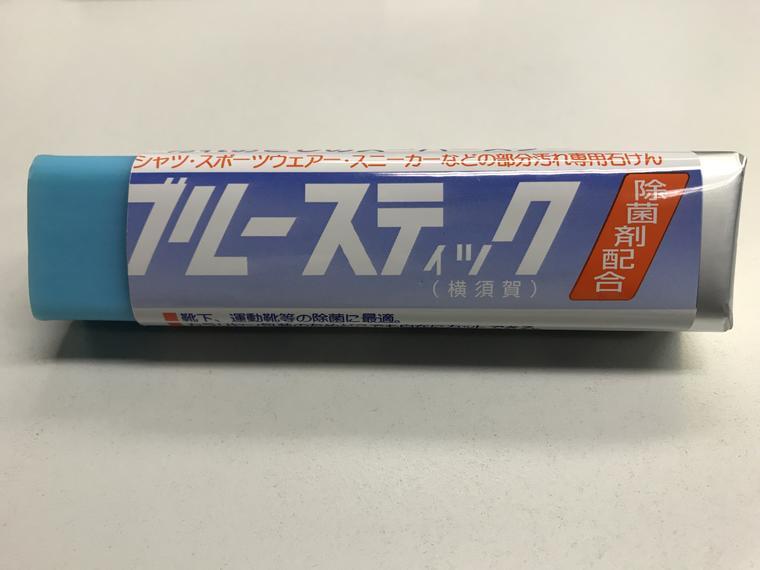 シャツ・スポーツウェアー・スニーカーなどの部分汚れ専用石けん
ブルースティック
(横須賀)
除菌剤配合
■靴下、運動靴等の除菌に最適。